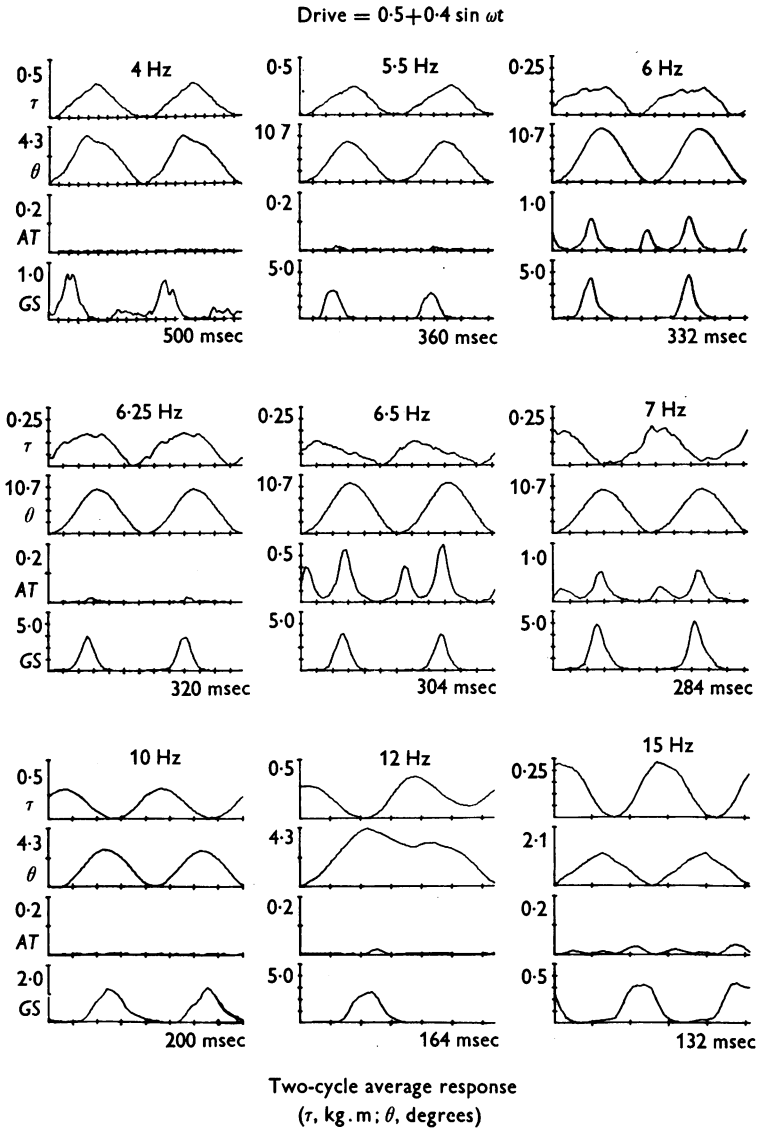 Drive = 0·5+0·4 sin ωt
4 Hz 5·5 Hz 6 Hz
0·5 0·5 0·25
τ
4·3 10·7 10·7
θ
0·2 0·2 1·0
AT
1·0 5·0 5·0
GS
500 msec 360 msec 332 msec
6·25 Hz 6·5 Hz 7 Hz
0·25 0·25 0·25
τ
10·7 10·7 10·7
θ
0·2 0·5 1·0
AT
5·0 5·0 5·0
GS
320 msec 304 msec 284 msec
10 Hz 12 Hz 15 Hz
0·5 0·5 0·25
τ
4·3 4·3 2·1
θ
0·2 0·2 0·2
AT
2·0 5·0 0·5
GS
200 msec 164 msec 132 msec
Two-cycle average response
(τ, kg.m; θ, degrees)